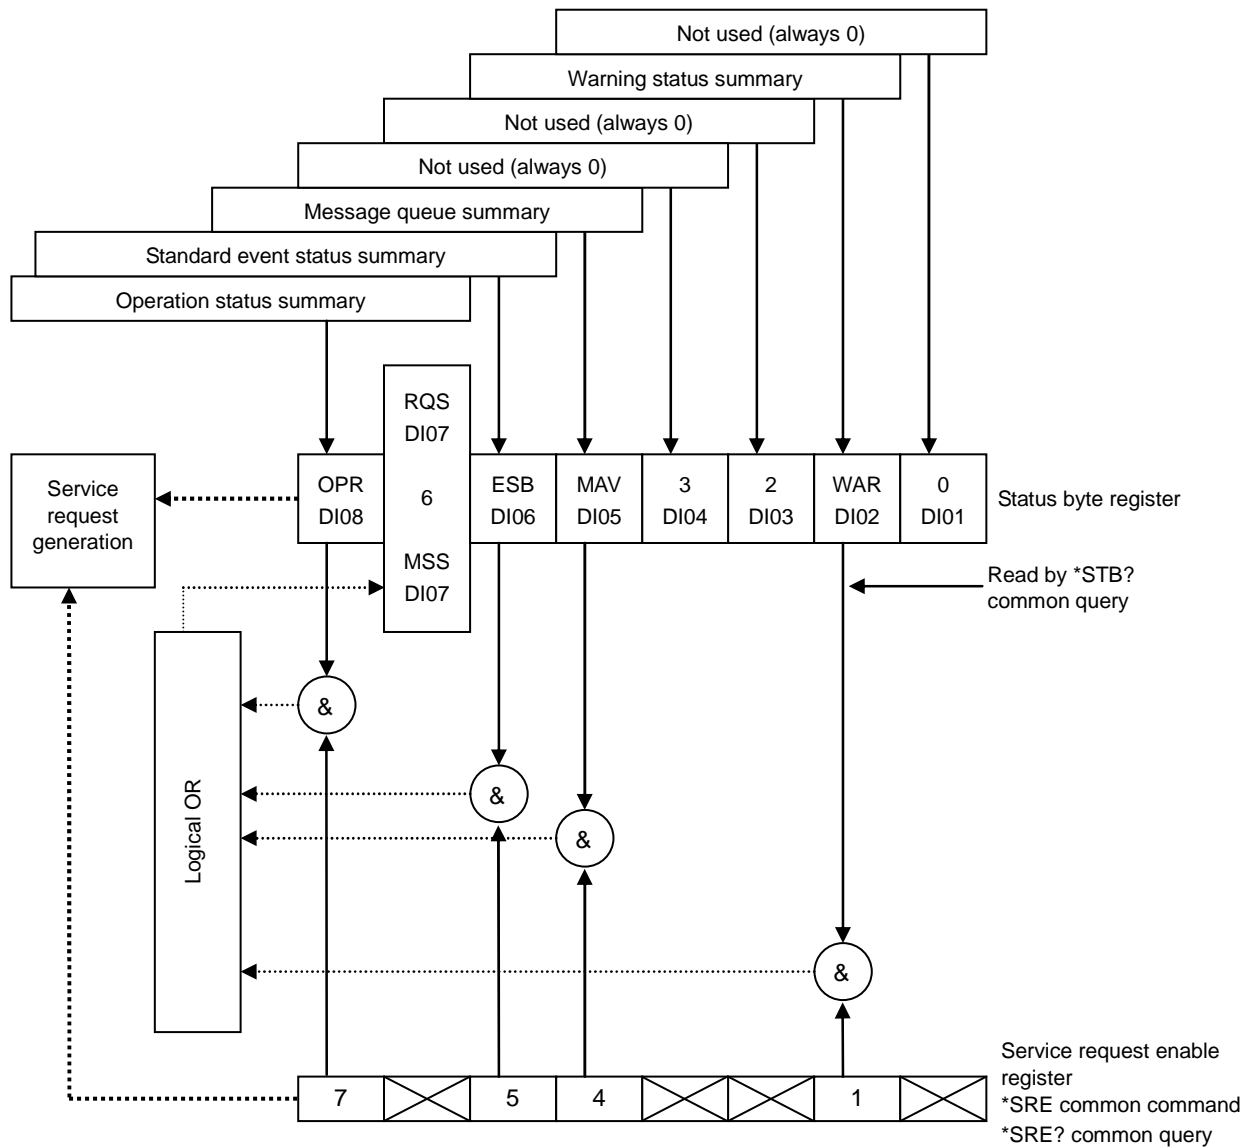 Not used (always 0)
Warning status summary
Not used (always 0)
Not used (always 0)
Message queue summary
Standard event status summary
Operation status summary
RQS
DI07
6
MSS
DI07
Service
request
generation
OPR
DI08
ESB
DI06
MAV
DI05
3
DI04
2
DI03
WAR
DI02
0
DI01
Status byte register
Read by *STB?
common query
Logical OR
&
&
&
&
7
5
4
1
Service request enable
register
*SRE common command
*SRE? common query